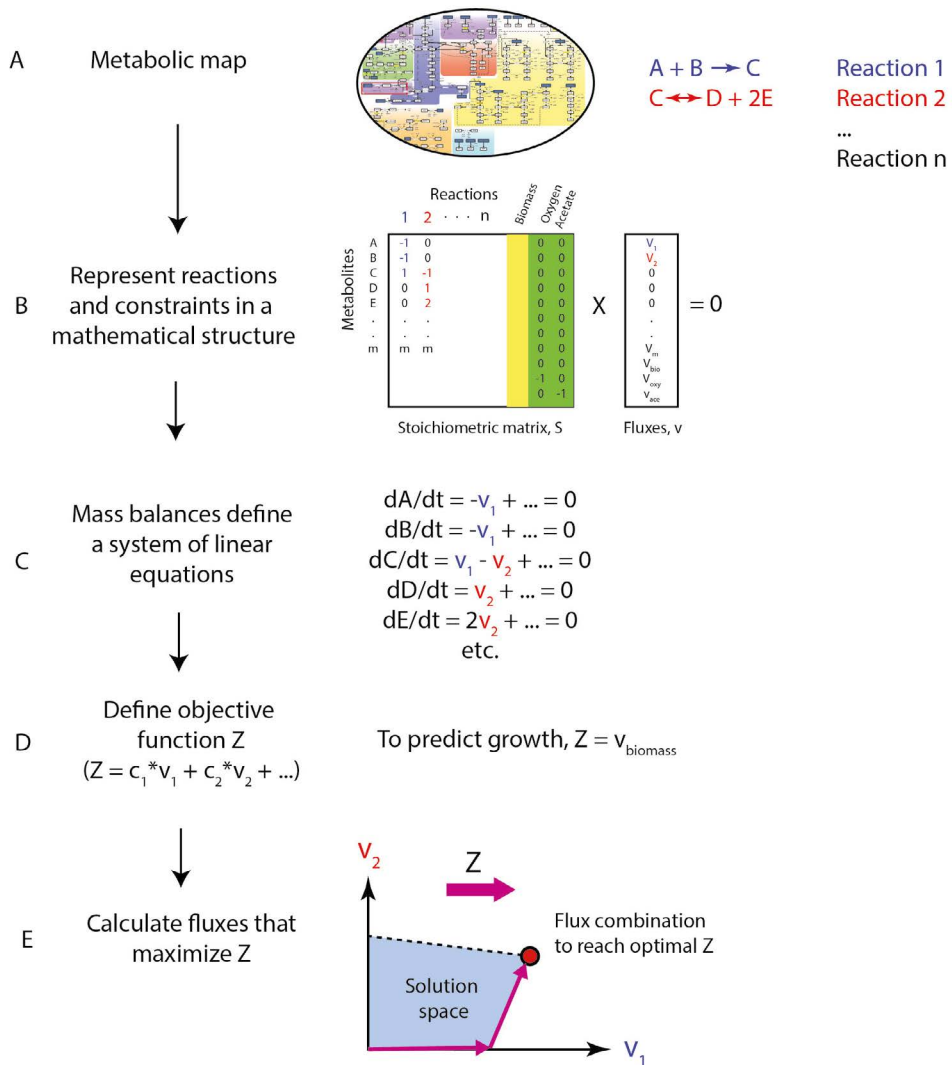 A
Metabolic map
A + B → C
Reaction 1
C ↔ D + 2E
Reaction 2
...
Reaction n
Reactions
1 2 · · · n
Biomass
Oxygen
Acetate
B
Represent reactions
and constraints in a
mathematical structure
Metabolites
A -1 0 0 0
B -1 0 0 0
C 1 -1 0 0
D 0 1 0 0
E 0 2 0 0
. . . 0 0
. . . 0 0
m m m 0 0
0 0
-1 0
0 -1
X
V₁
V₂
0
0
0
.
.
Vₘ
V_bio
V_oxy
v_ace
= 0
Stoichiometric matrix, S
Fluxes, v
C
Mass balances define
a system of linear
equations
dA/dt = -v₁ + ... = 0
dB/dt = -v₁ + ... = 0
dC/dt = v₁ - v₂ + ... = 0
dD/dt = v₂ + ... = 0
dE/dt = 2v₂ + ... = 0
etc.
D
Define objective
function Z
(Z = c₁*v₁ + c₂*v₂ + ...)
To predict growth, Z = v_biomass
E
Calculate fluxes that
maximize Z
v₂
Z
Flux combination
to reach optimal Z
Solution
space
v₁